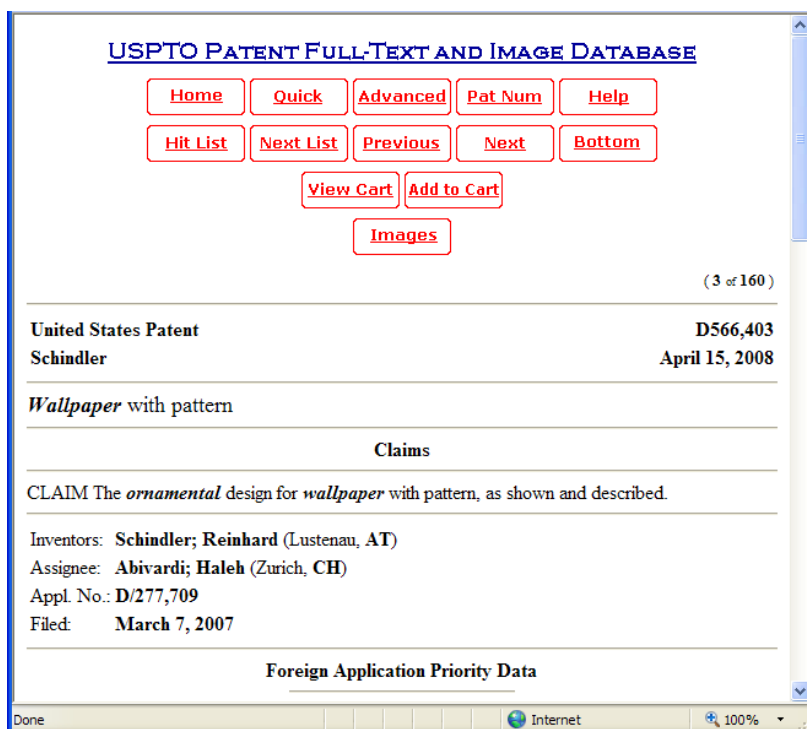 USPTO PATENT FULL-TEXT AND IMAGE DATABASE
Home Quick Advanced Pat Num Help
Hit List Next List Previous Next Bottom
View Cart Add to Cart
Images
( 3 of 160 )
United States Patent D566,403
Schindler April 15, 2008
Wallpaper with pattern
Claims
CLAIM The ornamental design for wallpaper with pattern, as shown and described.
Inventors: Schindler; Reinhard (Lustenau, AT)
Assignee: Abivardi; Haleh (Zurich, CH)
Appl. No.: D/277,709
Filed: March 7, 2007
Foreign Application Priority Data
Done Internet 100%